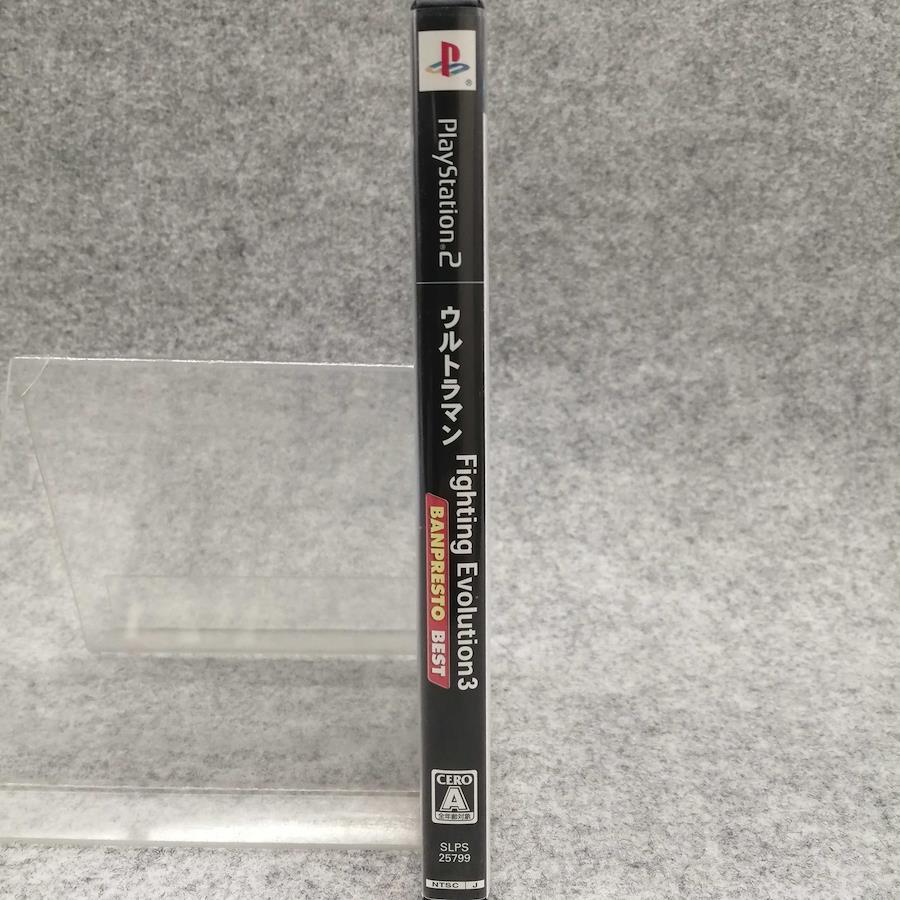 PlayStation®2
ウルトラマン
Fighting Evolution3
BANPRESTO BEST
CERO
A
全年齢対象
SLPS
25799
NTSC J